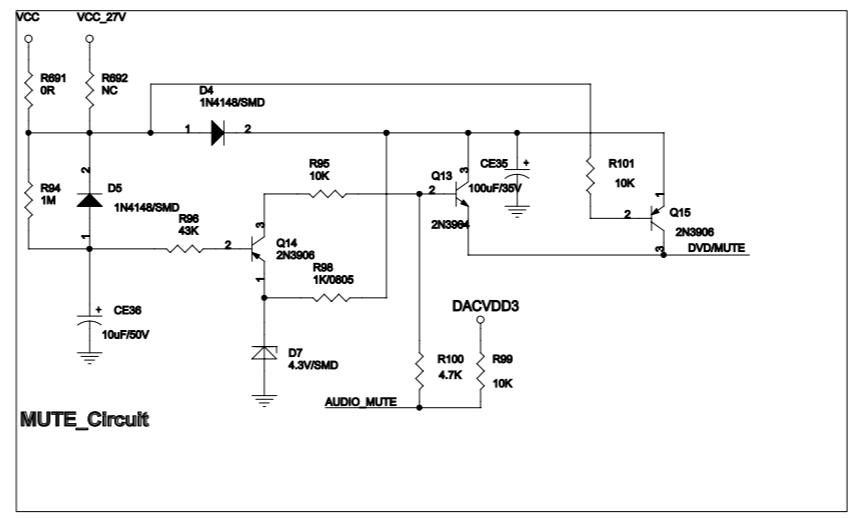 VCC VCC_27V
R691
0R
R692
NC
D4
1N4148/SMD
1 2
R94
1M
2
D5
1N4148/SMD
1
R96
43K
2
3
Q14
2N3906
1
R95
10K
R98
1K/0805
Q13
2
3
2N3904
CE35
+
100uF/35V
R101
10K
2
1
Q15
2N3906
3
DVD/MUTE
+
CE36
10uF/50V
D7
4.3V/SMD
DACVDD3
R100
4.7K
R99
10K
AUDIO_MUTE
MUTE_Circuit